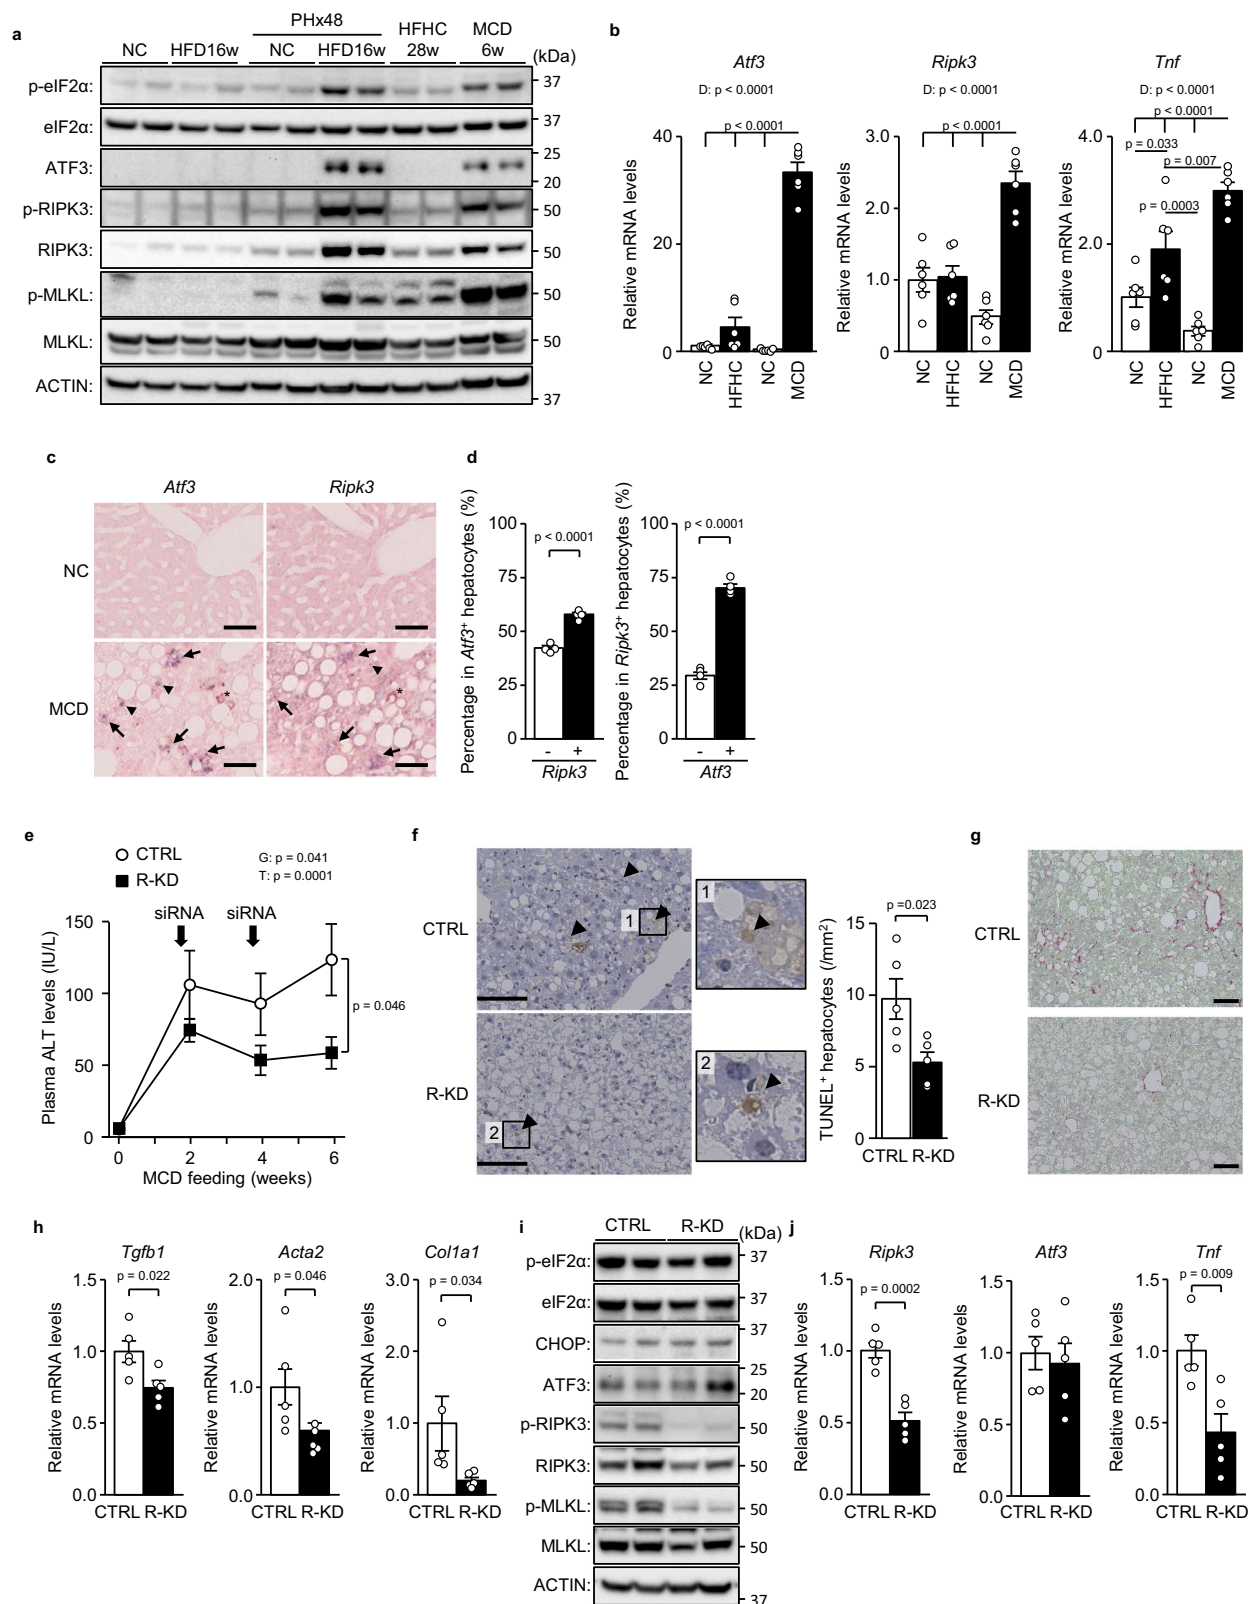 a
PHx48
NC HFD16w NC HFD16w HFHC 28w MCD 6w (kDa)
p-eIF2α: 37
eIF2α: 37
ATF3: 25 20
p-RIPK3: 50
RIPK3: 50
p-MLKL: 50
MLKL: 50
ACTIN: 37
b
Atf3 Ripk3 Tnf
D: p < 0.0001 D: p < 0.0001 D: p < 0.0001
p < 0.0001 p < 0.0001 p < 0.0001
p = 0.033
p = 0.007
p = 0.0003
Relative mRNA levels
40
20
0
NC HFHC NC MCD
Relative mRNA levels
3.0
2.0
1.0
0
NC HFHC NC MCD
Relative mRNA levels
4.0
2.0
0
NC HFHC NC MCD
c
Atf3 Ripk3
NC
MCD
*
*
d
Percentage in Atf3+ hepatocytes (%)
100
75
50
25
0
p < 0.0001
- +
Ripk3
Percentage in Ripk3+ hepatocytes (%)
100
75
50
25
0
p < 0.0001
- +
Atf3
e
CTRL
R-KD
G: p = 0.041
T: p = 0.0001
siRNA siRNA
Plasma ALT levels (IU/L)
150
100
50
0
p = 0.046
0 2 4 6
MCD feeding (weeks)
f
CTRL
1
1
R-KD
2
2
TUNEL+ hepatocytes (/mm²)
15
10
5
0
p =0.023
CTRL R-KD
g
CTRL
R-KD
h
Tgfb1 Acta2 Col1a1
p = 0.022 p = 0.046 p = 0.034
Relative mRNA levels
1.5
1.0
0.5
0.0
CTRL R-KD
Relative mRNA levels
2.0
1.0
0.0
CTRL R-KD
Relative mRNA levels
3.0
2.0
1.0
0.0
CTRL R-KD
i
CTRL R-KD (kDa)
p-eIF2α: 37
eIF2α: 37
CHOP: 37
ATF3: 25 20
p-RIPK3: 50
RIPK3: 50
p-MLKL: 50
MLKL: 50
ACTIN: 37
j
Ripk3 Atf3 Tnf
p = 0.0002 p = 0.009
Relative mRNA levels
1.5
1.0
0.5
0.0
CTRL R-KD
Relative mRNA levels
1.5
1.0
0.5
0.0
CTRL R-KD
Relative mRNA levels
1.5
1.0
0.5
0.0
CTRL R-KD